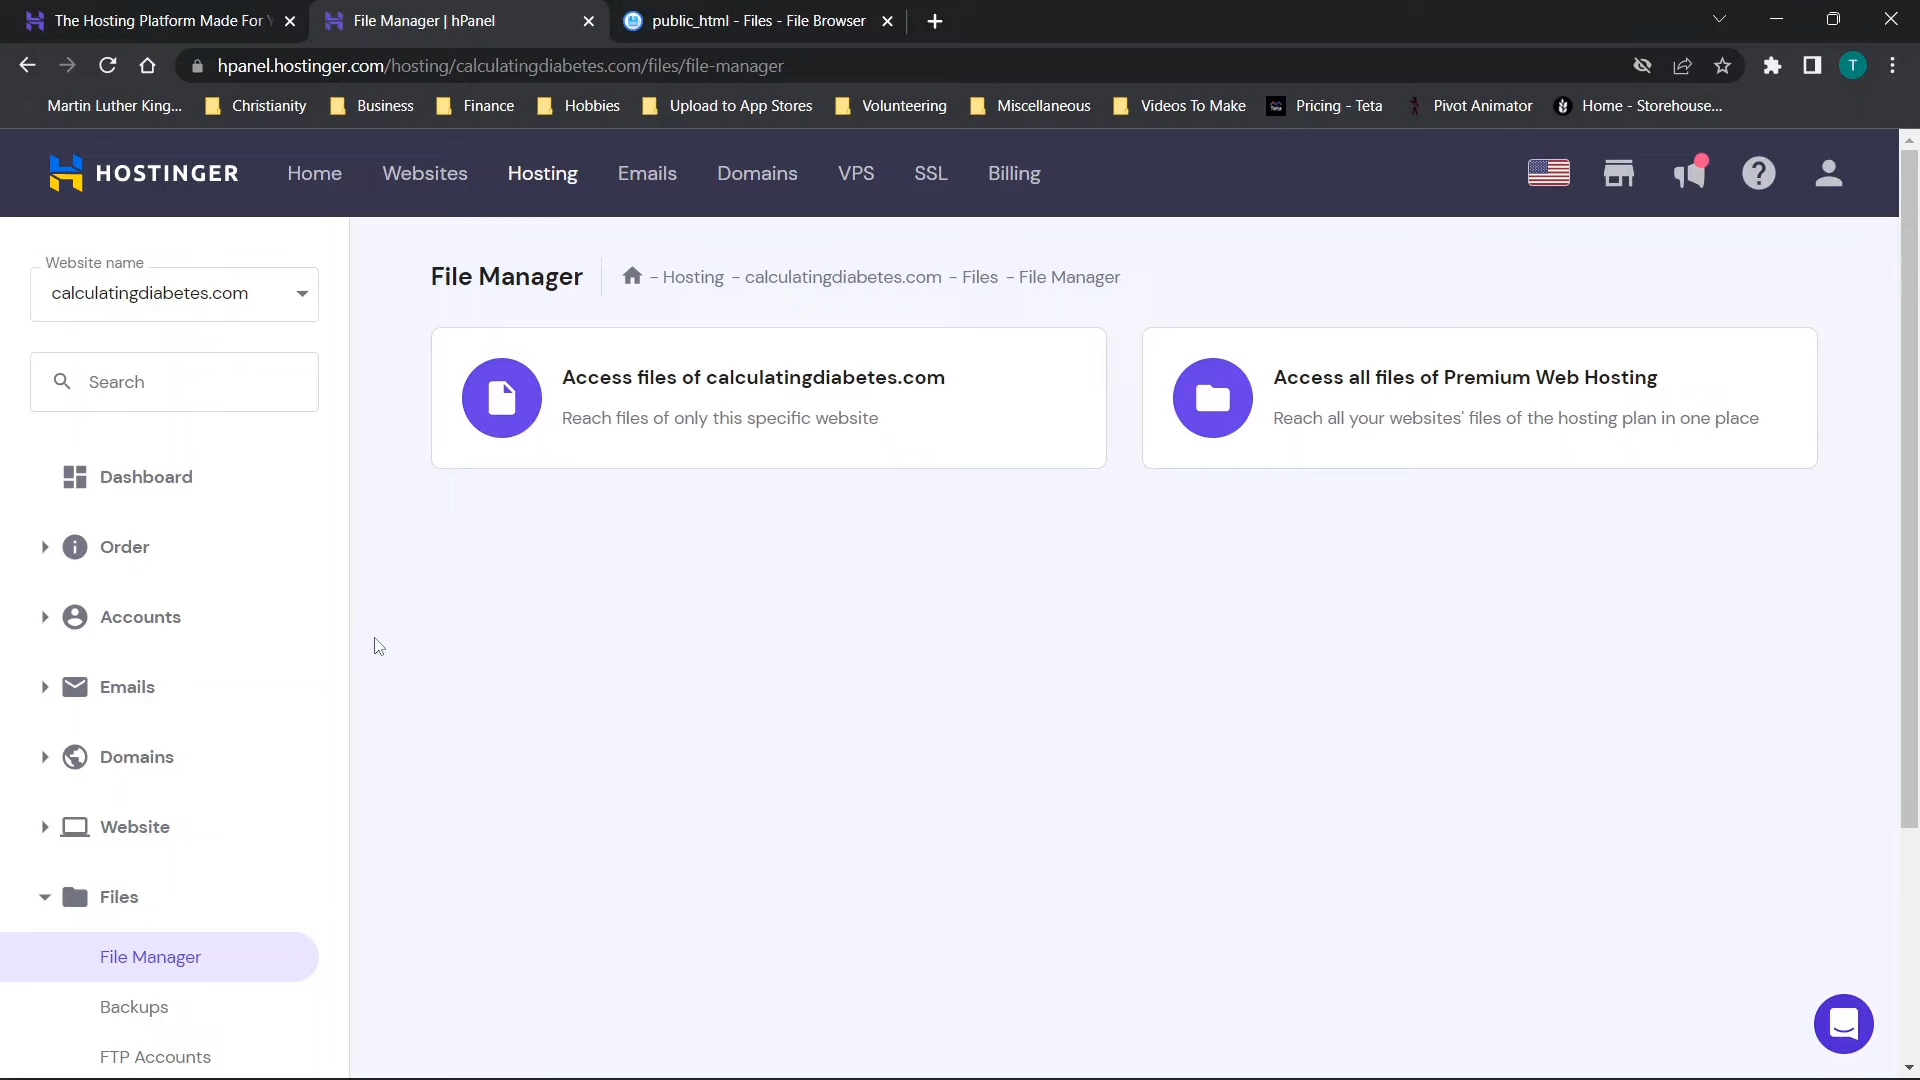 The Hosting Platform Made For Y
File Manager | hPanel
public_html - Files - File Browser
hpanel.hostinger.com/hosting/calculatingdiabetes.com/files/file-manager
T
Martin Luther King...
Christianity
Business
Finance
Hobbies
Upload to App Stores
Volunteering
Miscellaneous
Videos To Make
Pricing - Teta
Pivot Animator
Home - Storehouse...
HOSTINGER
Home
Websites
Hosting
Emails
Domains
VPS
SSL
Billing
Website name
calculatingdiabetes.com
Search
Dashboard
Order
Accounts
Emails
Domains
Website
Files
File Manager
Backups
FTP Accounts
File Manager
- Hosting - calculatingdiabetes.com - Files - File Manager
Access files of calculatingdiabetes.com
Reach files of only this specific website
Access all files of Premium Web Hosting
Reach all your websites' files of the hosting plan in one place